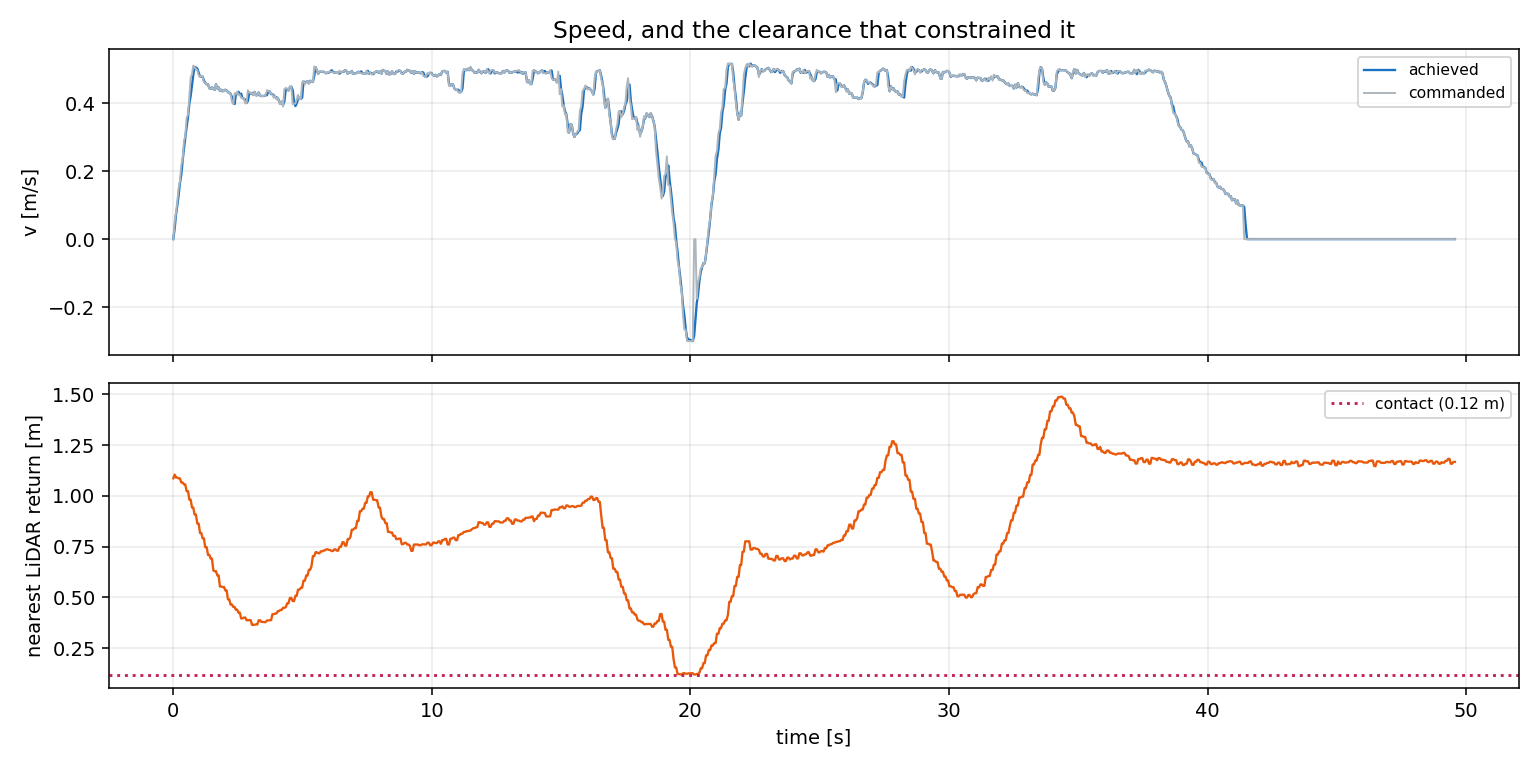 Speed, and the clearance that constrained it
achieved
commanded
v [m/s]
0.4
0.2
0.0
−0.2
contact (0.12 m)
nearest LiDAR return [m]
1.50
1.25
1.00
0.75
0.50
0.25
0 10 20 30 40 50
time [s]